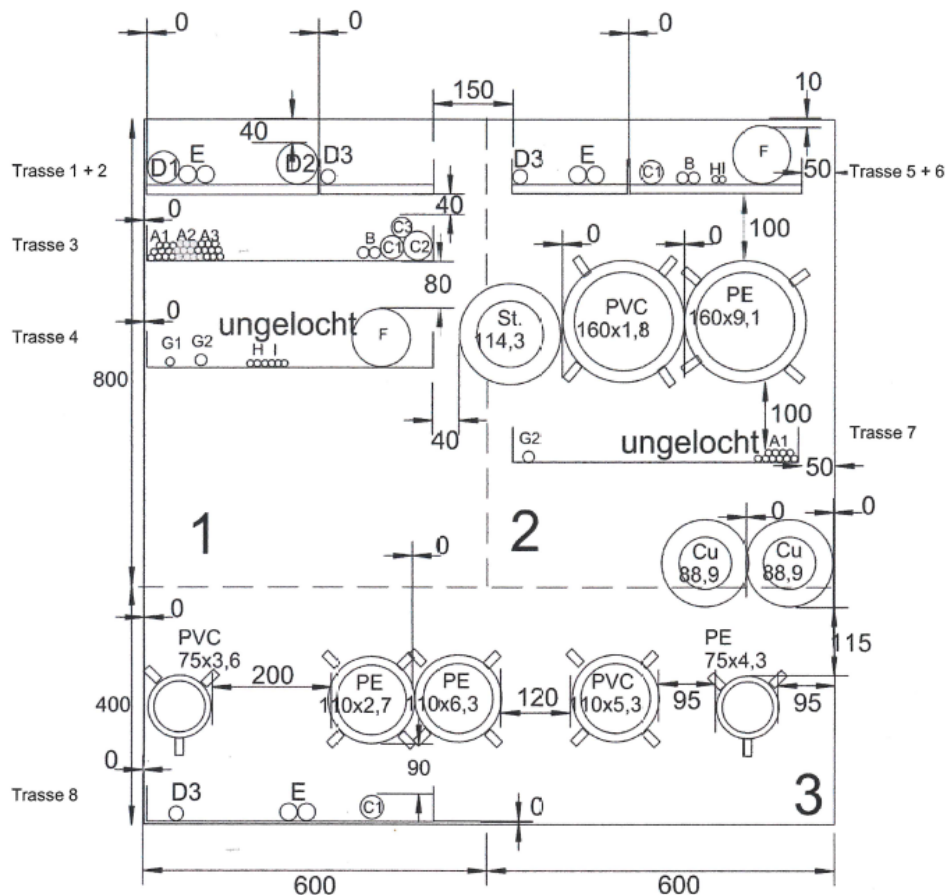 0
0
0
10
150
40
D1
E
D2
D3
D3
E
C1
B
HI
F
50
Trasse 1 + 2
Trasse 5 + 6
0
40
Trasse 3
A1
A2
A3
B
C3
C1
C2
0
0
100
80
0
ungelocht
F
Trasse 4
G1
G2
H
I
St.
114,3
PVC
160x1,8
PE
160x9,1
800
40
100
G2
ungelocht
A1
Trasse 7
50
1
2
0
0
0
Cu
88,9
Cu
88,9
0
PVC
75x3,6
PE
75x4,3
115
200
PE
110x2,7
PE
110x6,3
120
PVC
110x5,3
95
95
400
0
90
Trasse 8
D3
E
C1
0
3
600
600